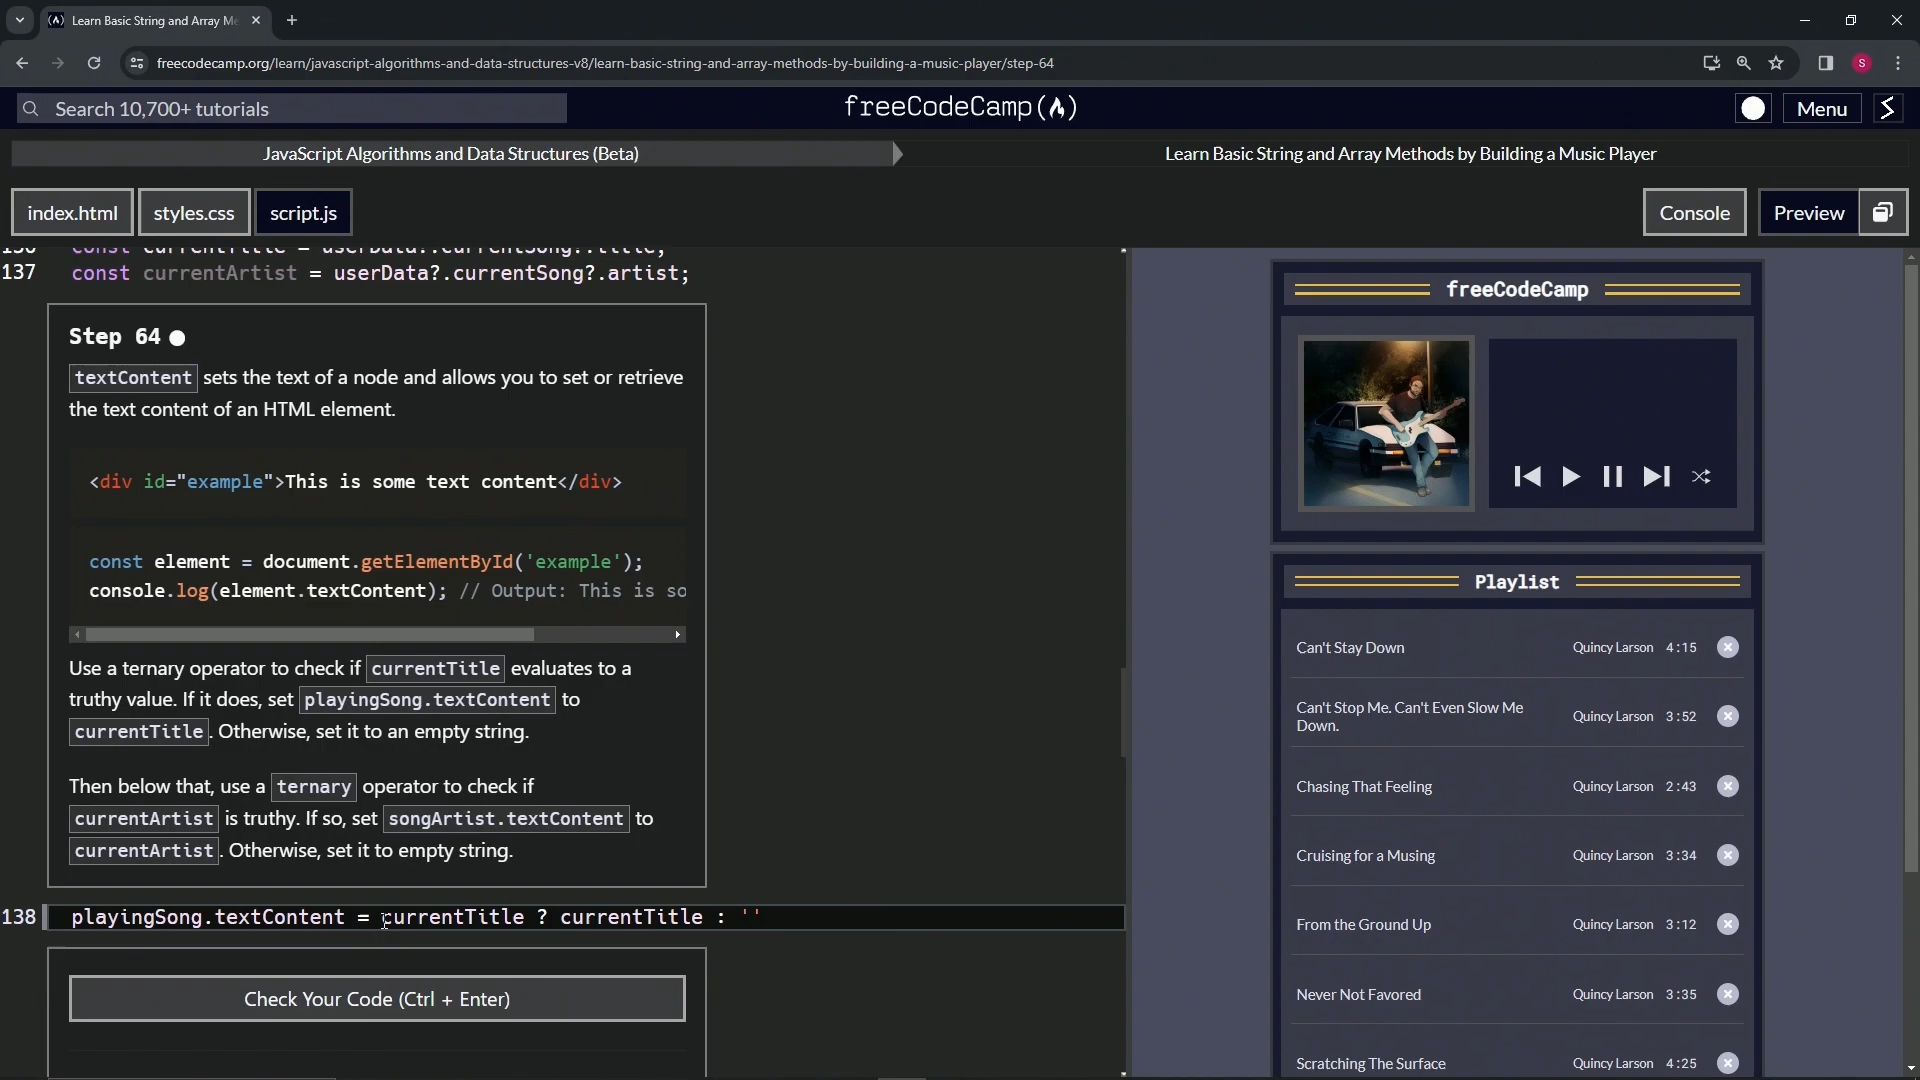 Learn Basic String and Array Me
freecodecamp.org/learn/javascript-algorithms-and-data-structures-v8/learn-basic-string-and-array-methods-by-building-a-music-player/step-64
S
Search 10,700+ tutorials
freeCodeCamp
Menu
JavaScript Algorithms and Data Structures (Beta)
Learn Basic String and Array Methods by Building a Music Player
index.html
styles.css
script.js
Console
Preview
136 const currentTitle = userData?.currentSong?.title;
137 const currentArtist = userData?.currentSong?.artist;
Step 64
textContent sets the text of a node and allows you to set or retrieve
the text content of an HTML element.
<div id="example">This is some text content</div>
const element = document.getElementById('example');
console.log(element.textContent); // Output: This is so
Use a ternary operator to check if currentTitle evaluates to a
truthy value. If it does, set playingSong.textContent to
currentTitle. Otherwise, set it to an empty string.
Then below that, use a ternary operator to check if
currentArtist is truthy. If so, set songArtist.textContent to
currentArtist. Otherwise, set it to empty string.
138 playingSong.textContent = currentTitle ? currentTitle : ''
Check Your Code (Ctrl + Enter)
freeCodeCamp
Playlist
Can't Stay Down Quincy Larson 4:15
Can't Stop Me. Can't Even Slow Me
Down. Quincy Larson 3:52
Chasing That Feeling Quincy Larson 2:43
Cruising for a Musing Quincy Larson 3:34
From the Ground Up Quincy Larson 3:12
Never Not Favored Quincy Larson 3:35
Scratching The Surface Quincy Larson 4:25